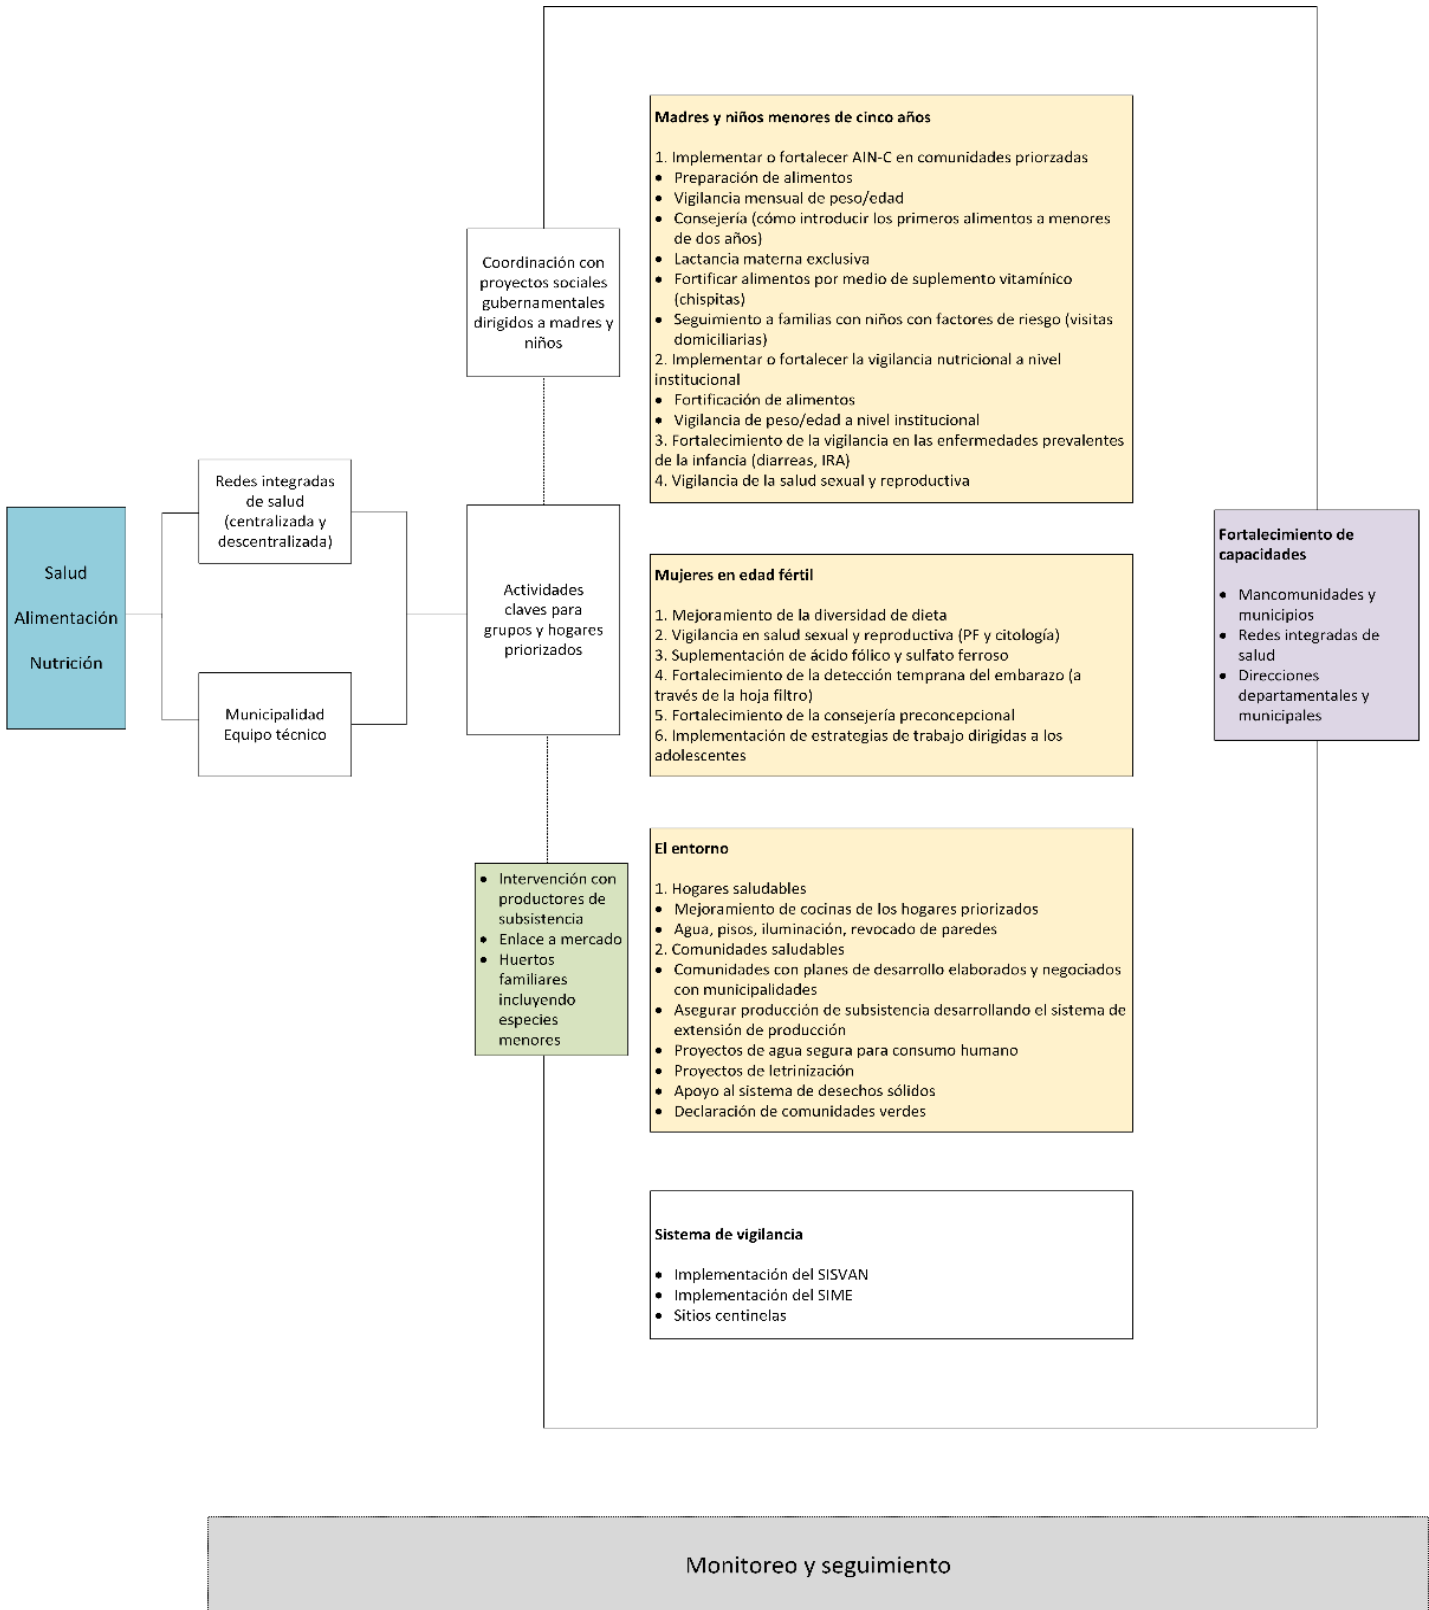 Salud
Alimentación
Nutrición
Redes integradas
de salud
(centralizada y
descentralizada)
Municipalidad
Equipo técnico
Coordinación con
proyectos sociales
gubernamentales
dirigidos a madres y
niños
Actividades
claves para
grupos y hogares
priorizados
• Intervención con
productores de
subsistencia
• Enlace a mercado
• Huertos
familiares
incluyendo
especies
menores
Madres y niños menores de cinco años
1. Implementar o fortalecer AIN-C en comunidades priorzadas
• Preparación de alimentos
• Vigilancia mensual de peso/edad
• Consejería (cómo introducir los primeros alimentos a menores
de dos años)
• Lactancia materna exclusiva
• Fortificar alimentos por medio de suplemento vitamínico
(chispitas)
• Seguimiento a familias con niños con factores de riesgo (visitas
domiciliarias)
2. Implementar o fortalecer la vigilancia nutricional a nivel
institucional
• Fortificación de alimentos
• Vigilancia de peso/edad a nivel institucional
3. Fortalecimiento de la vigilancia en las enfermedades prevalentes
de la infancia (diarreas, IRA)
4. Vigilancia de la salud sexual y reproductiva
Mujeres en edad fértil
1. Mejoramiento de la diversidad de dieta
2. Vigilancia en salud sexual y reproductiva (PF y citología)
3. Suplementación de ácido fólico y sulfato ferroso
4. Fortalecimiento de la detección temprana del embarazo (a
través de la hoja filtro)
5. Fortalecimiento de la consejería preconcepcional
6. Implementación de estrategias de trabajo dirigidas a los
adolescentes
El entorno
1. Hogares saludables
• Mejoramiento de cocinas de los hogares priorizados
• Agua, pisos, iluminación, revocado de paredes
2. Comunidades saludables
• Comunidades con planes de desarrollo elaborados y negociados
con municipalidades
• Asegurar producción de subsistencia desarrollando el sistema de
extensión de producción
• Proyectos de agua segura para consumo humano
• Proyectos de letrinización
• Apoyo al sistema de desechos sólidos
• Declaración de comunidades verdes
Sistema de vigilancia
• Implementación del SISVAN
• Implementación del SIME
• Sitios centinelas
Fortalecimiento de
capacidades
• Mancomunidades y
municipios
• Redes integradas de
salud
• Direcciones
departamentales y
municipales
Monitoreo y seguimiento